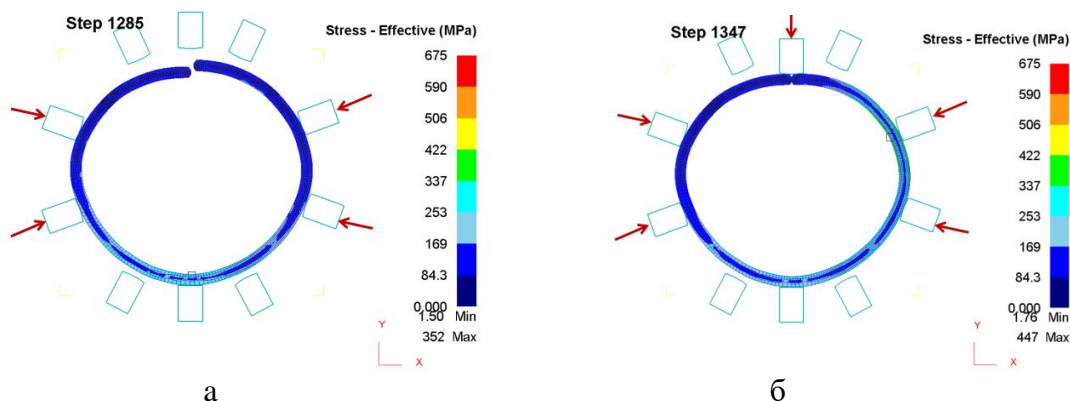 Step 1285
Stress - Effective (MPa)
675
590
506
422
337
253
169
84.3
0.000
1.50 Min
352 Max
Y
X
а
Step 1347
Stress - Effective (MPa)
675
590
506
422
337
253
169
84.3
0.000
1.76 Min
447 Max
Y
X
б